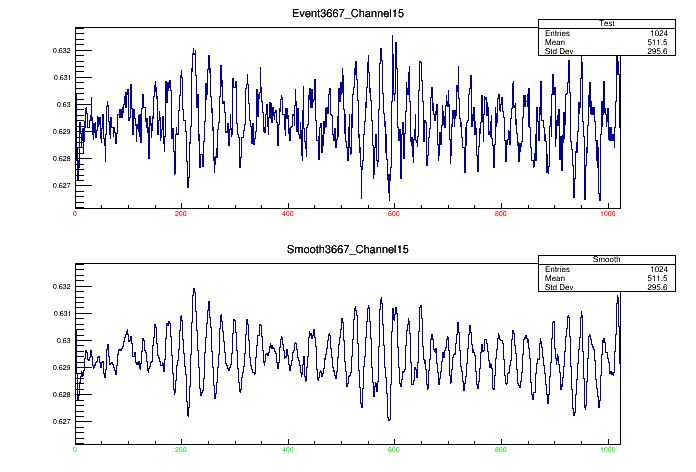 Event3667_Channel15
Test
Entries 1024
Mean 511.5
Std Dev 295.6
0.632
0.631
0.63
0.629
0.628
0.627
0 200 400 600 800 1000
Smooth3667_Channel15
Smooth
Entries 1024
Mean 511.5
Std Dev 295.6
0.632
0.631
0.63
0.629
0.628
0.627
0 200 400 600 800 1000